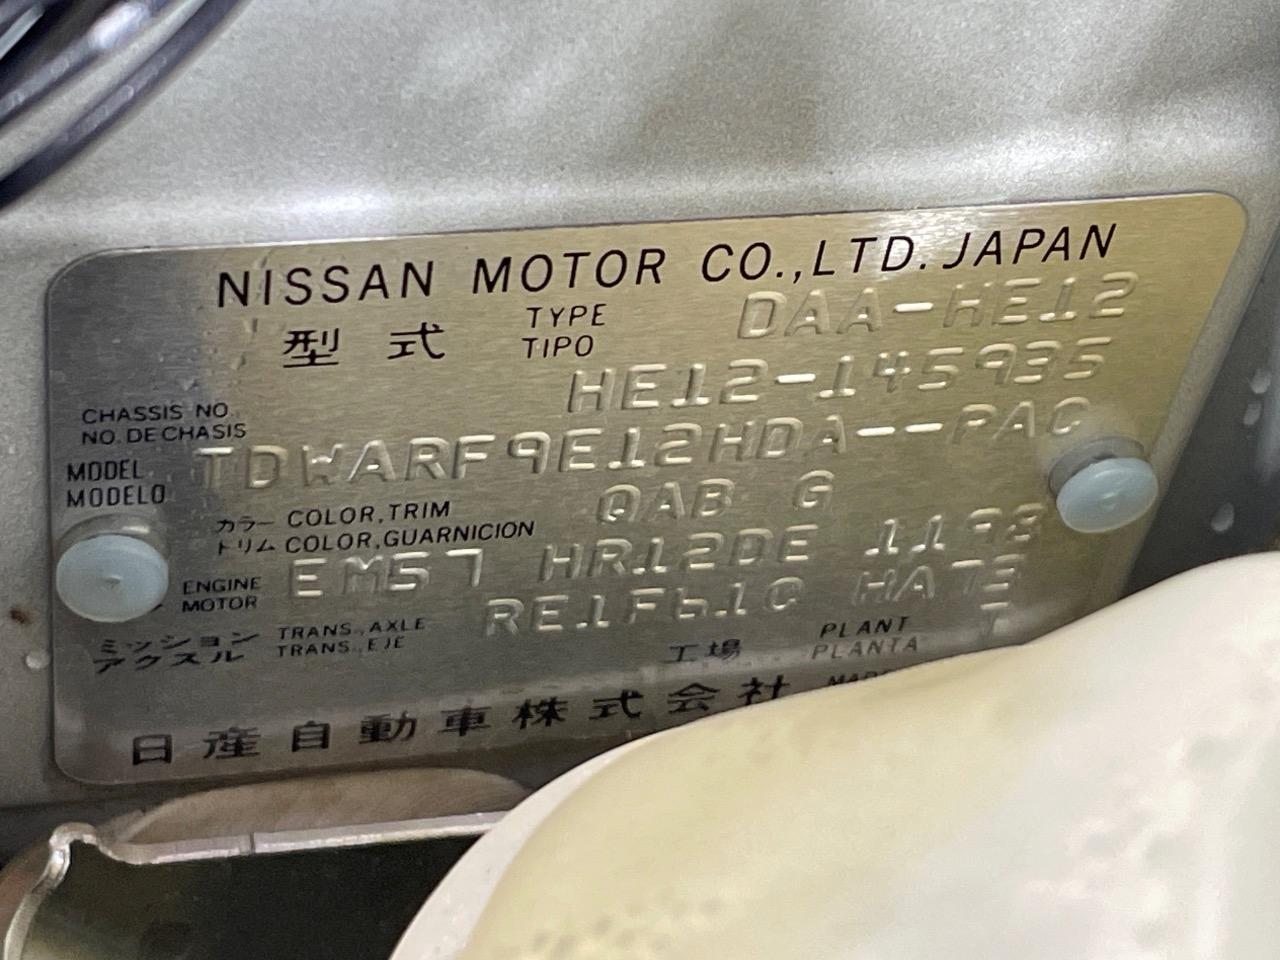 NISSAN MOTOR CO.,LTD. JAPAN
型式 TYPE TIPO DAA-HE12
CHASSIS NO. NO. DE CHASIS HE12-145935
MODEL MODELO TDWARF9E12HDA--PAC
カラー COLOR,TRIM QAB G
トリム COLOR,GUARNICION
ENGINE MOTOR EM57 HR12DE 1198
ミッション アクスル TRANS.,AXLE TRANS.,EJE RE1F61C HA73
工場 PLANT PLANTA T
日産自動車株式会社